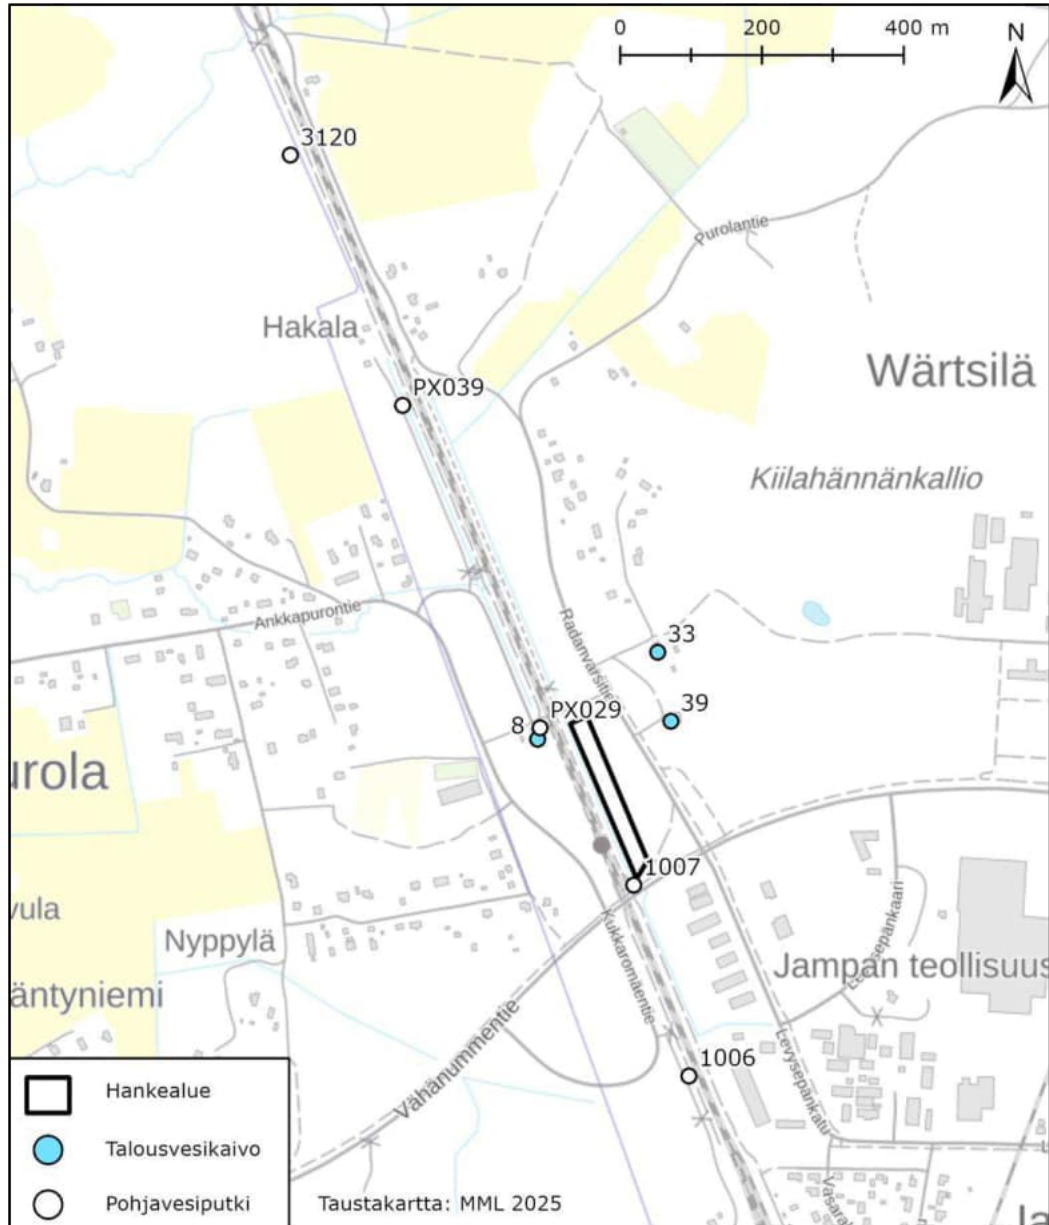 0 200 400 m
N
3120
Purolantie
Hakala
PX039
Wärtsilä
Kiilahännänkallio
Ankkapurontie
33
39
8 PX029
urola
1007
vula
Nyppylä
Kukkaromäentie
Jampan teollisuus
äntyniemi
Vähänummentie
1006
Levysepänkatu
Hankealue
Talousvesikaivo
Pohjavesiputki
Taustakartta: MML 2025